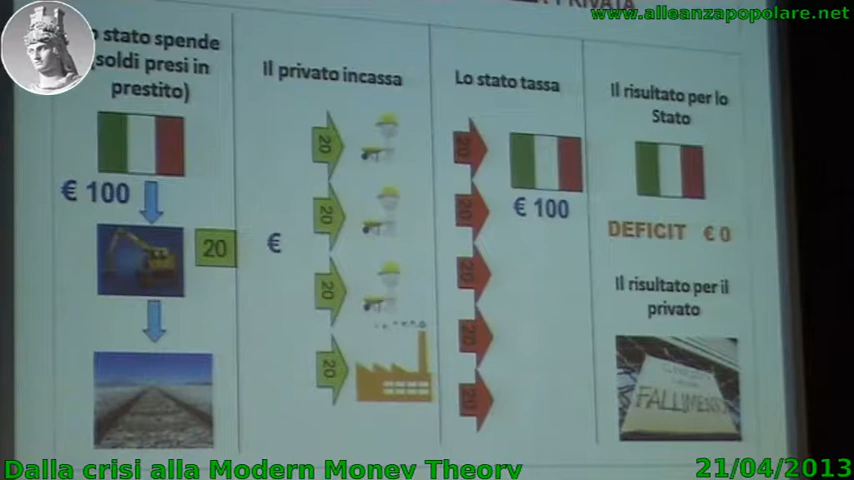 PRIVATA
www.alleanzapopolare.net
stato spende
(soldi presi in
prestito)
€ 100
20
Il privato incassa
€
20
20
20
20
Lo stato tassa
20
20
20
20
20
€ 100
Il risultato per lo
Stato
DEFICIT € 0
Il risultato per il
privato
FALLIMENTO
Dalla crisi alla Modern Money Theory
21/04/2013